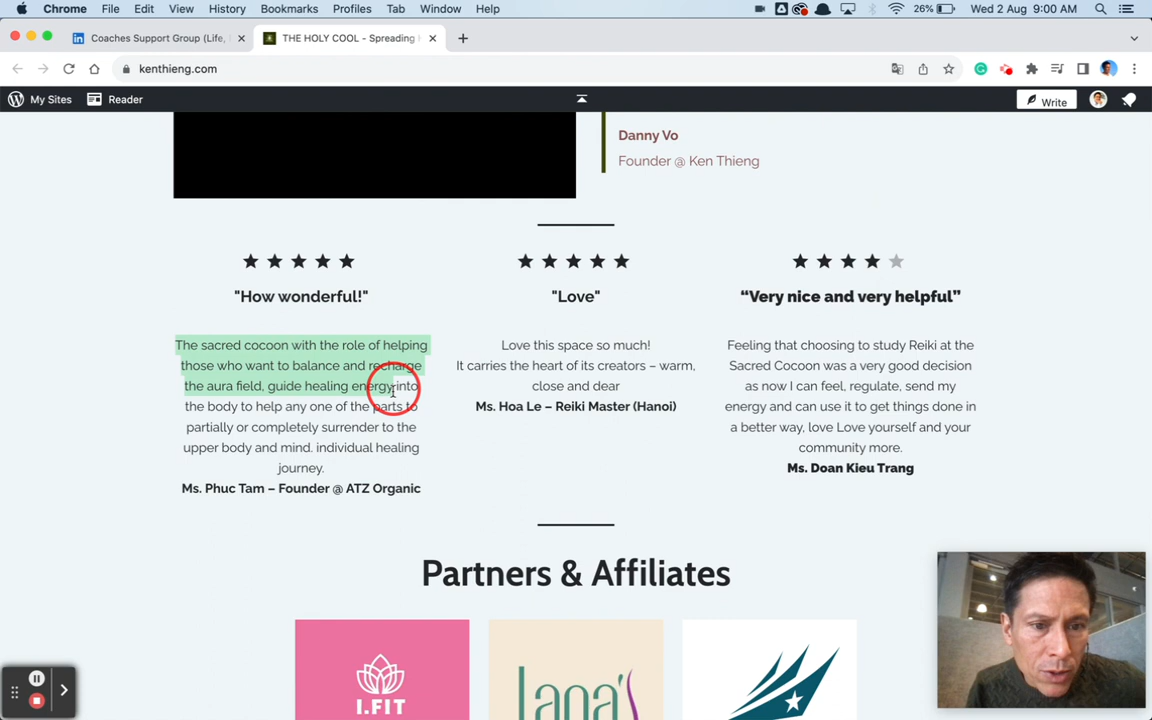 Chrome File Edit View History Bookmarks Profiles Tab Window Help 26% Wed 2 Aug 9:00 AM
Coaches Support Group (Life, THE HOLY COOL - Spreading
kenthieng.com
My Sites Reader Write
Danny Vo
Founder @ Ken Thieng
"How wonderful!"
The sacred cocoon with the role of helping
those who want to balance and recharge
the aura field, guide healing energy into
the body to help any one of the parts to
partially or completely surrender to the
upper body and mind. individual healing
journey.
Ms. Phuc Tam – Founder @ ATZ Organic
"Love"
Love this space so much!
It carries the heart of its creators – warm,
close and dear
Ms. Hoa Le – Reiki Master (Hanoi)
“Very nice and very helpful”
Feeling that choosing to study Reiki at the
Sacred Cocoon was a very good decision
as now I can feel, regulate, send my
energy and can use it to get things done in
a better way, love Love yourself and your
community more.
Ms. Doan Kieu Trang
Partners & Affiliates
I.FIT
Lana's